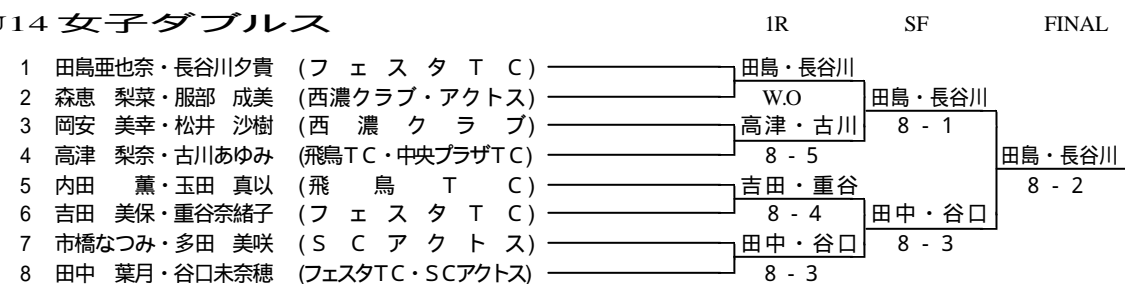 U14 女子ダブルス 1R SF FINAL
1 田島亜也奈・長谷川夕貴 (フェスタTC) 田島・長谷川
2 森恵 梨菜・服部 成美 (西濃クラブ・アクトス) W.O 田島・長谷川
3 岡安 美幸・松井 沙樹 (西濃クラブ) 高津・古川 8 - 1
4 高津 梨奈・古川あゆみ (飛鳥TC・中央プラザTC) 8 - 5 田島・長谷川
5 内田 薫・玉田 真以 (飛鳥TC) 吉田・重谷 8 - 2
6 吉田 美保・重谷奈緒子 (フェスタTC) 8 - 4 田中・谷口
7 市橋なつみ・多田 美咲 (SCアクトス) 田中・谷口 8 - 3
8 田中 葉月・谷口未奈穂 (フェスタTC・SCアクトス) 8 - 3